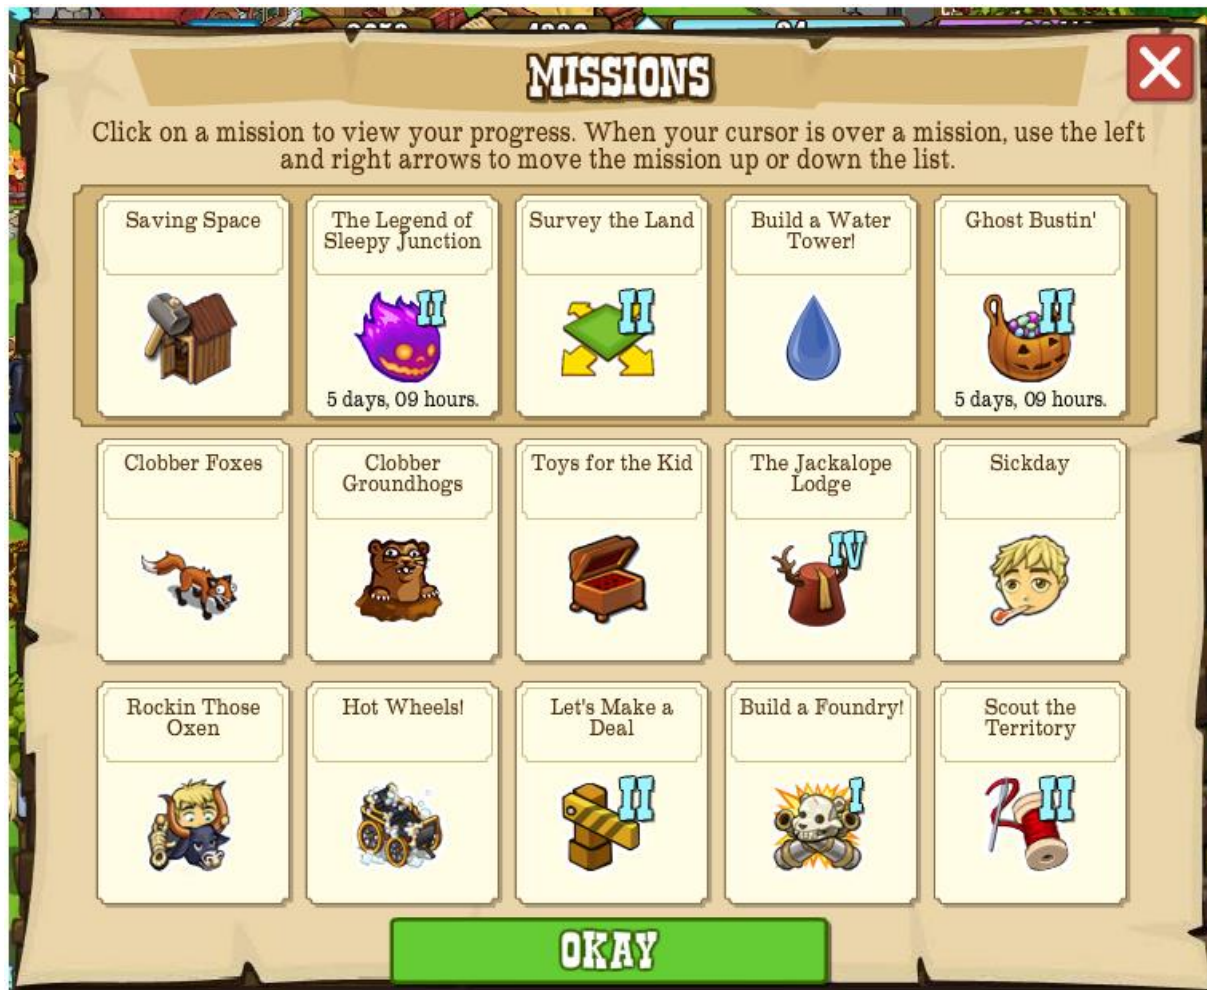 MISSIONS
Click on a mission to view your progress. When your cursor is over a mission, use the left
and right arrows to move the mission up or down the list.
Saving Space
The Legend of
Sleepy Junction
II
5 days, 09 hours.
Survey the Land
II
Build a Water
Tower!
Ghost Bustin'
II
5 days, 09 hours.
Clobber Foxes
Clobber
Groundhogs
Toys for the Kid
The Jackalope
Lodge
IV
Sickday
Rockin Those
Oxen
Hot Wheels!
Let's Make a
Deal
II
Build a Foundry!
I
Scout the
Territory
II
OKAY